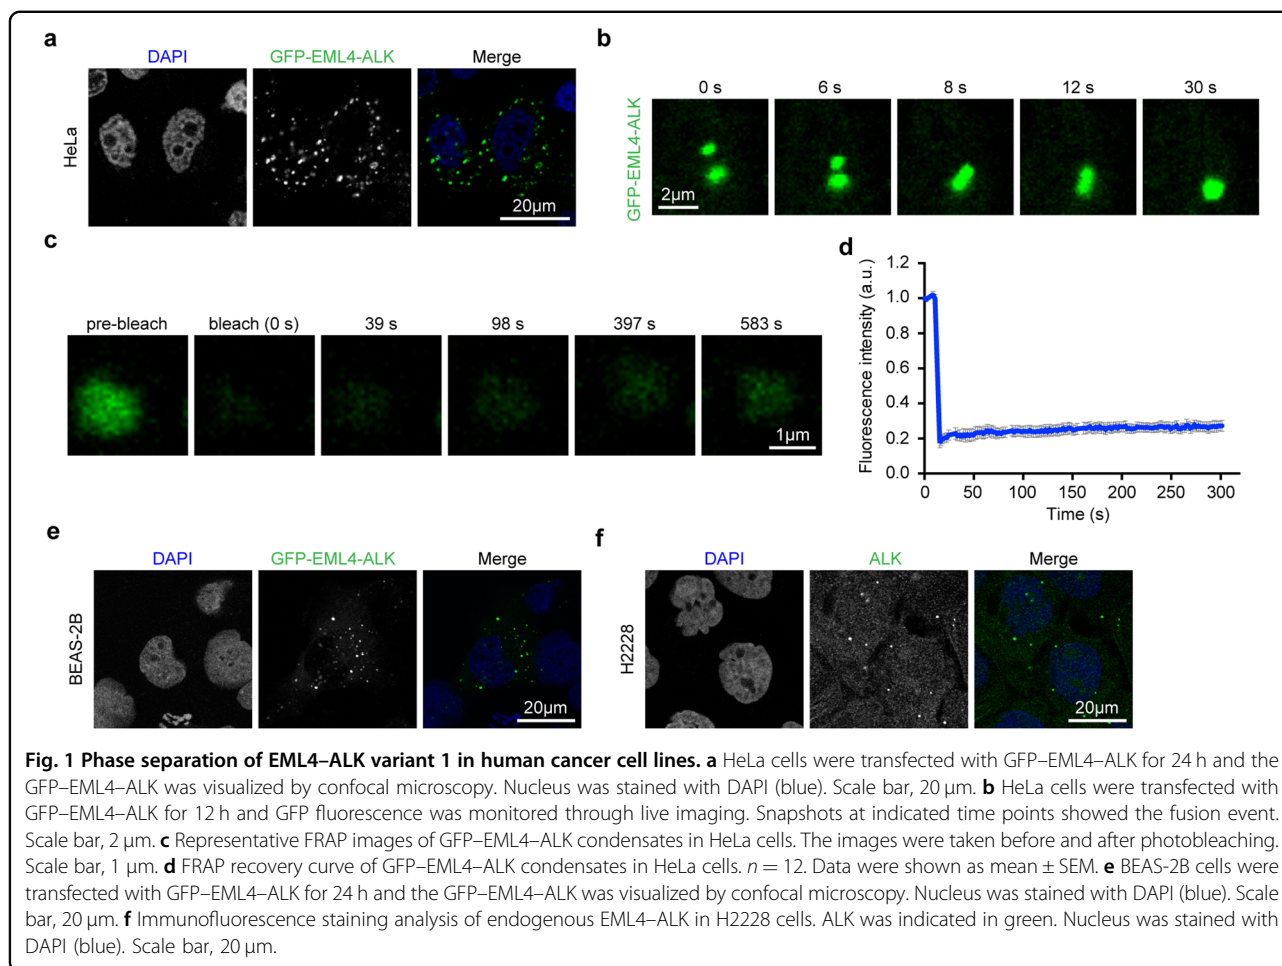 a
DAPI
GFP-EML4-ALK
Merge
HeLa
20µm
b
0 s
6 s
8 s
12 s
30 s
GFP-EML4-ALK
2µm
c
pre-bleach
bleach (0 s)
39 s
98 s
397 s
583 s
1µm
d
Fluorescence intensity (a.u.)
1.2
1.0
0.8
0.6
0.4
0.2
0.0
0
50
100
150
200
250
300
Time (s)
e
DAPI
GFP-EML4-ALK
Merge
BEAS-2B
20µm
f
DAPI
ALK
Merge
H2228
20µm
Fig. 1 Phase separation of EML4–ALK variant 1 in human cancer cell lines. a HeLa cells were transfected with GFP–EML4–ALK for 24 h and the
GFP–EML4–ALK was visualized by confocal microscopy. Nucleus was stained with DAPI (blue). Scale bar, 20 µm. b HeLa cells were transfected with
GFP–EML4–ALK for 12 h and GFP fluorescence was monitored through live imaging. Snapshots at indicated time points showed the fusion event.
Scale bar, 2 µm. c Representative FRAP images of GFP–EML4–ALK condensates in HeLa cells. The images were taken before and after photobleaching.
Scale bar, 1 µm. d FRAP recovery curve of GFP–EML4–ALK condensates in HeLa cells. n = 12. Data were shown as mean ± SEM. e BEAS-2B cells were
transfected with GFP–EML4–ALK for 24 h and the GFP–EML4–ALK was visualized by confocal microscopy. Nucleus was stained with DAPI (blue). Scale
bar, 20 µm. f Immunofluorescence staining analysis of endogenous EML4–ALK in H2228 cells. ALK was indicated in green. Nucleus was stained with
DAPI (blue). Scale bar, 20 µm.